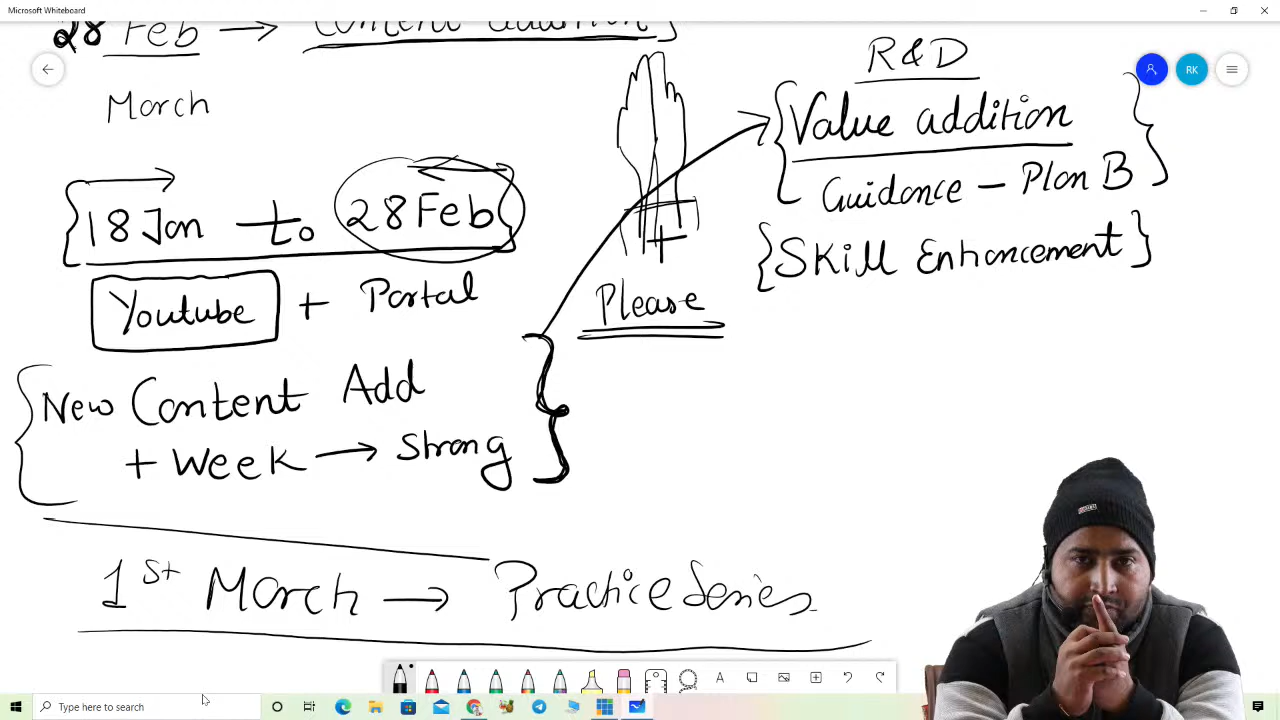 Microsoft Whiteboard
28 Feb → Content addition}
March
{18 Jan to 28 Feb}
Youtube + Portal
{New Content Add
+ Week → Strong}
Please
R&D
{Value addition
Guidance - Plan B}
{Skill Enhancement}
1st March → Practice Series
RK
A
Type here to search